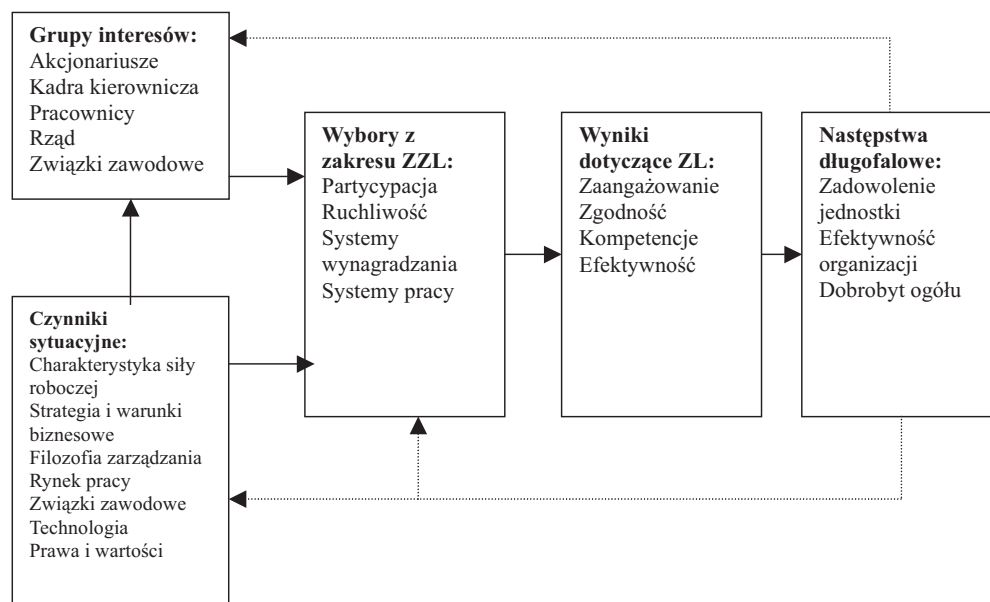 Grupy interesów:
Akcjonariusze
Kadra kierownicza
Pracownicy
Rząd
Związki zawodowe
Czynniki
sytuacyjne:
Charakterystyka siły
roboczej
Strategia i warunki
biznesowe
Filozofia zarządzania
Rynek pracy
Związki zawodowe
Technologia
Prawa i wartości
Wybory z
zakresu ZZL:
Partycypacja
Ruchliwość
Systemy
wynagradzania
Systemy pracy
Wyniki
dotyczące ZL:
Zaangażowanie
Zgodność
Kompetencje
Efektywność
Następstwa
długofalowe:
Zadowolenie
jednostki
Efektywność
organizacji
Dobrobyt ogółu